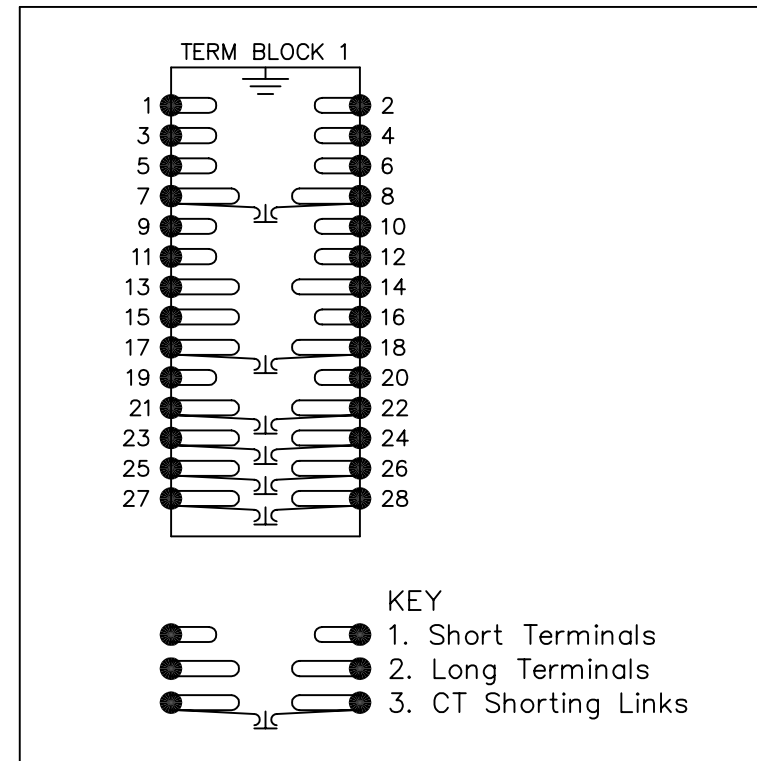 TERM BLOCK 1
1 2
3 4
5 6
7 8
9 10
11 12
13 14
15 16
17 18
19 20
21 22
23 24
25 26
27 28
KEY
1. Short Terminals
2. Long Terminals
3. CT Shorting Links